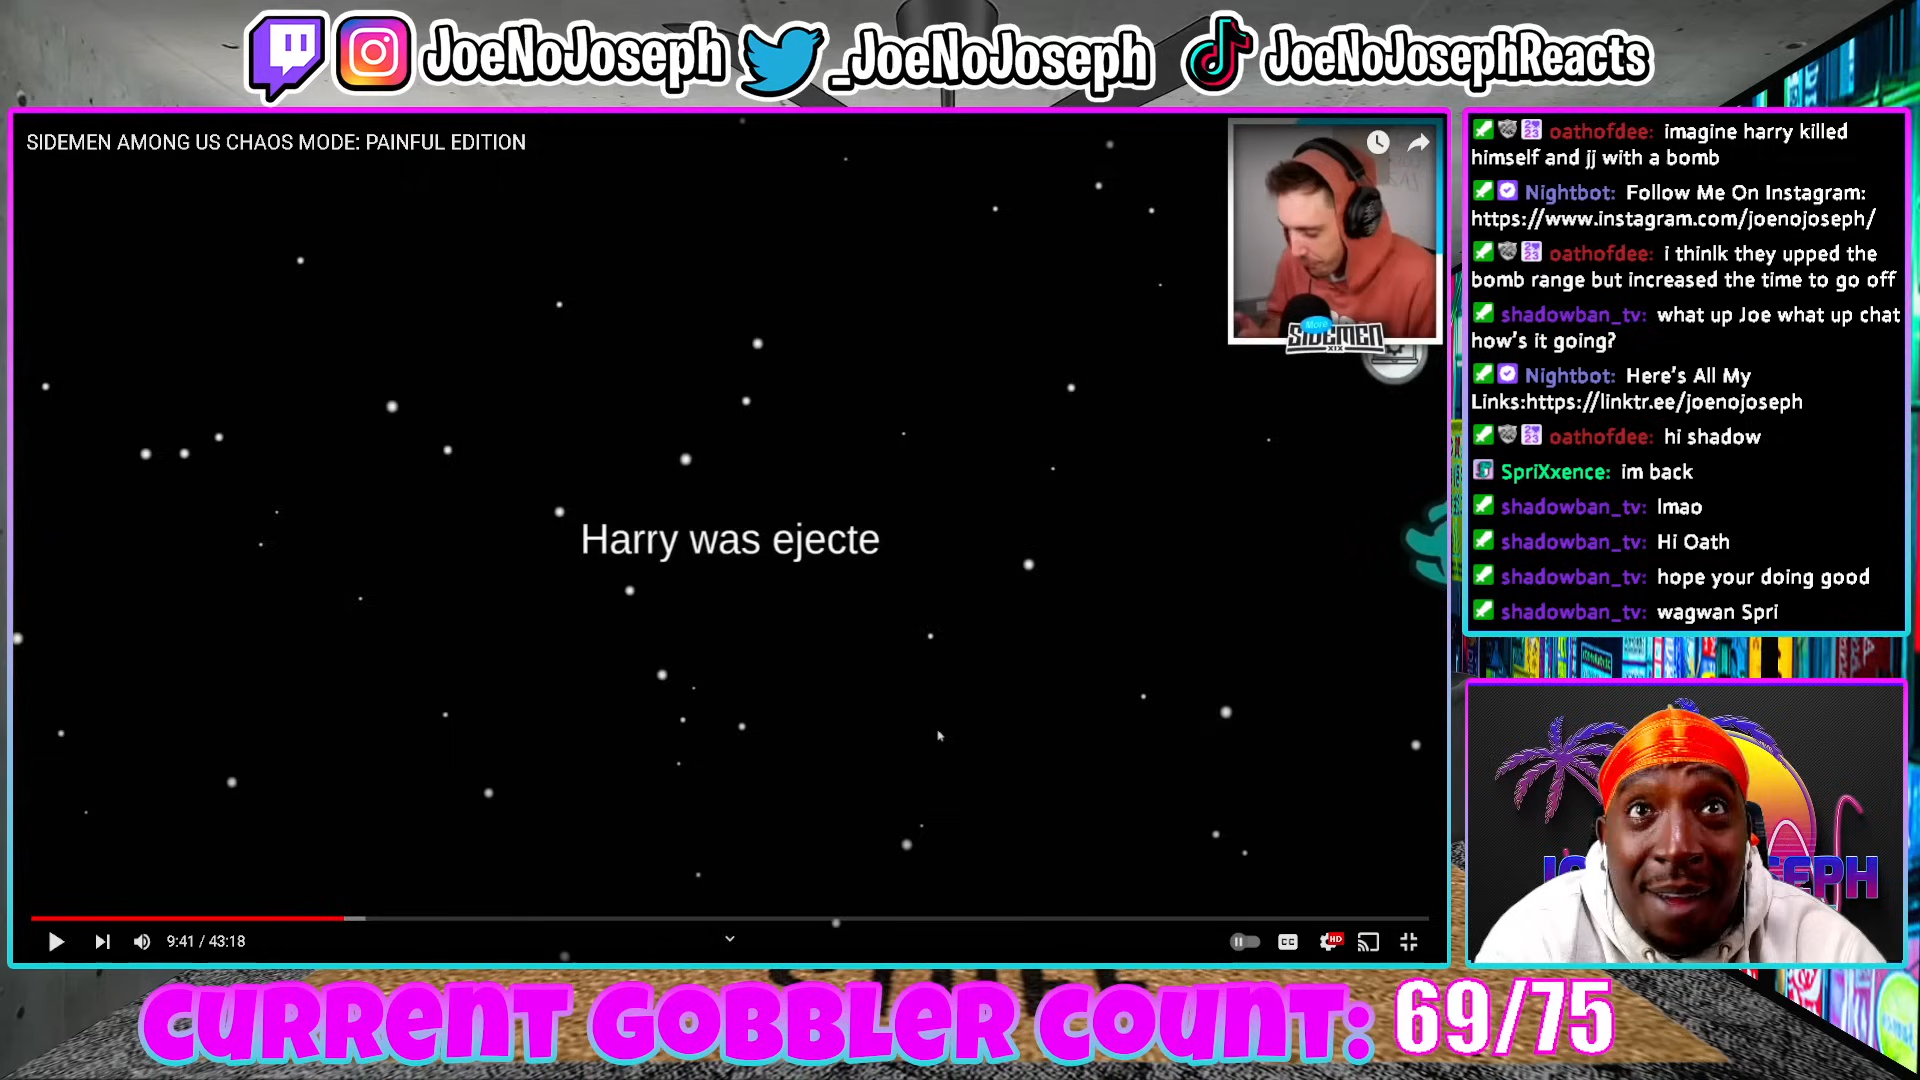 JoeNoJoseph _JoeNoJoseph JoeNoJosephReacts
SIDEMEN AMONG US CHAOS MODE: PAINFUL EDITION
More
SIDEMEN
XIX
Harry was ejecte
9:41 / 43:18
CC
HD
oathofdee: imagine harry killed
himself and jj with a bomb
Nightbot: Follow Me On Instagram:
https://www.instagram.com/joenojoseph/
oathofdee: i thinlk they upped the
bomb range but increased the time to go off
shadowban_tv: what up Joe what up chat
how's it going?
Nightbot: Here's All My
Links:https://linktr.ee/joenojoseph
oathofdee: hi shadow
SpriXxence: im back
shadowban_tv: lmao
shadowban_tv: Hi Oath
shadowban_tv: hope your doing good
shadowban_tv: wagwan Spri
CURRENT GOBBLER COUNT: 69/75